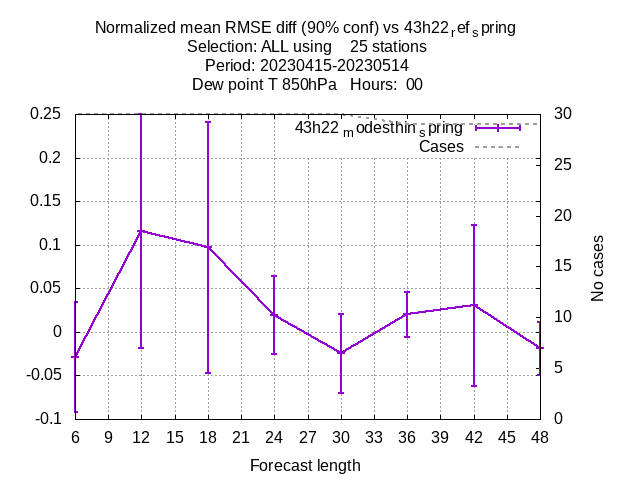 Normalized mean RMSE diff (90% conf) vs 43h22refspring
Selection: ALL using 25 stations
Period: 20230415-20230514
Dew point T 850hPa Hours: 00
43h22modesthinspring
Cases
0.25
0.2
0.15
0.1
0.05
0
-0.05
-0.1
30
25
20
15
10
5
0
No cases
6 9 12 15 18 21 24 27 30 33 36 39 42 45 48
Forecast length